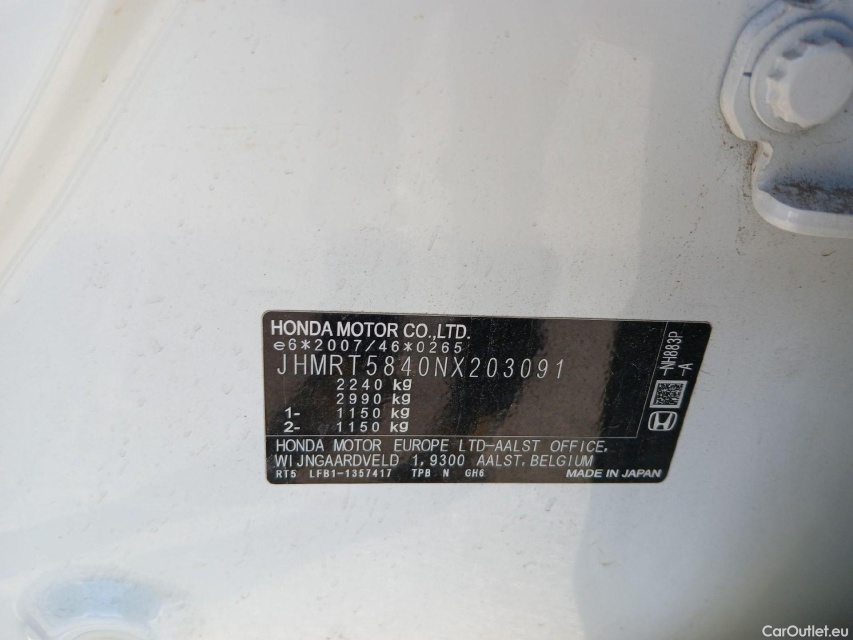 HONDA MOTOR CO.,LTD.
e6*2007/46*0265
JHMRT5840NX203091
2240 kg
2990 kg
1- 1150 kg
2- 1150 kg
HONDA MOTOR EUROPE LTD-AALST OFFICE,
WIJNGAARDVELD 1,9300 AALST,BELGIUM
RT5 LFB1-1357417 TPB N GH6 MADE IN JAPAN
-NH883P
-A
CarOutlet.eu